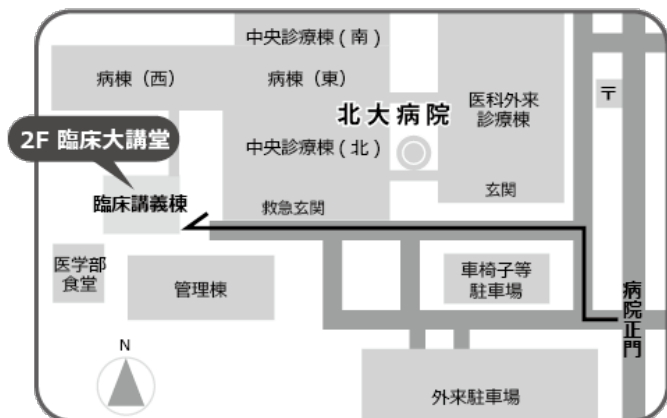 中央診療棟(南)
病棟(西)
病棟(東)
医科外来
診療棟
〒
北大病院
2F 臨床大講堂
中央診療棟(北)
臨床講義棟
救急玄関
玄関
医学部
食堂
管理棟
車椅子等
駐車場
病院正門
N
外来駐車場